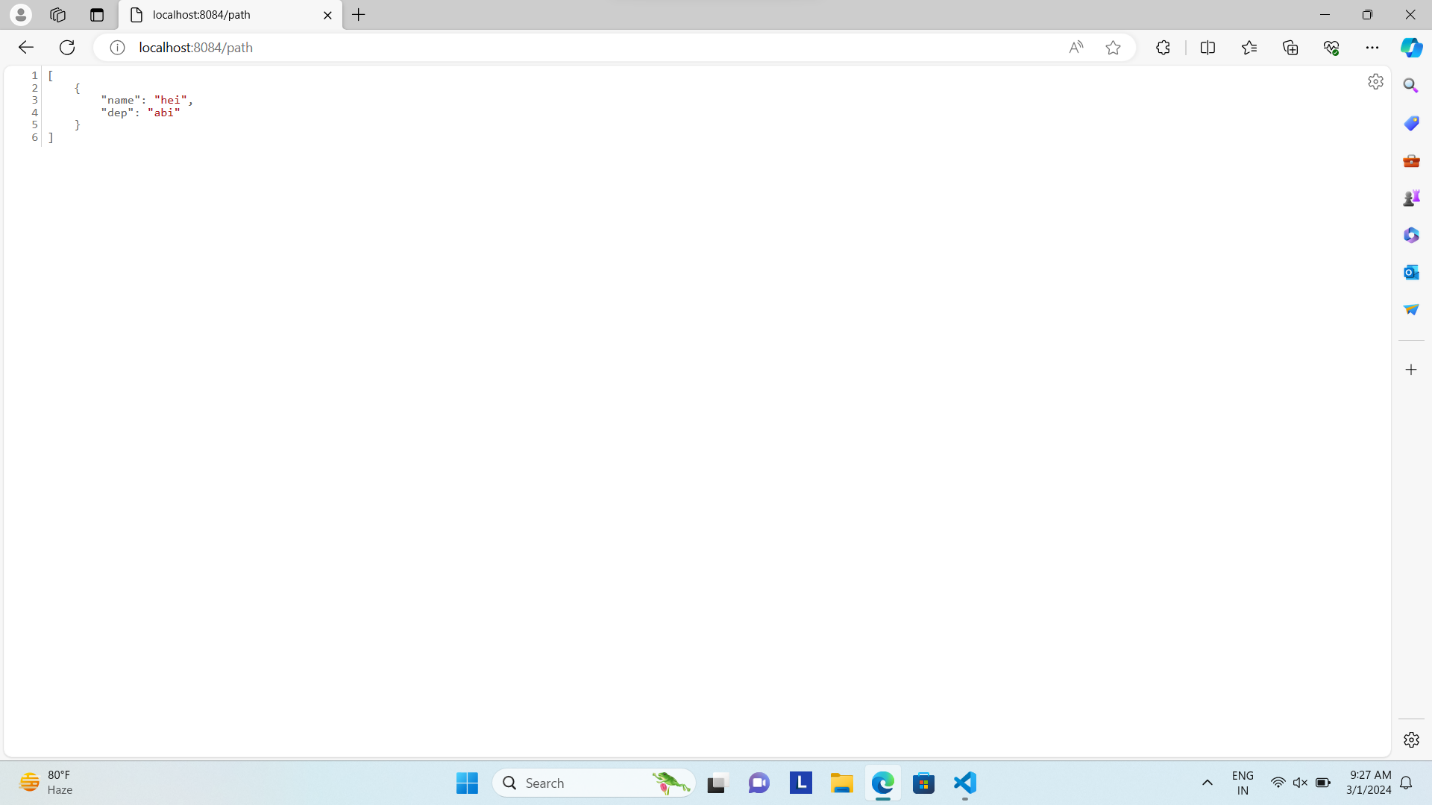 localhost:8084/path
localhost:8084/path
1 [
2 {
3 "name": "hei",
4 "dep": "abi"
5 }
6 ]
80°F
Haze
Search
L
ENG
IN
9:27 AM
3/1/2024